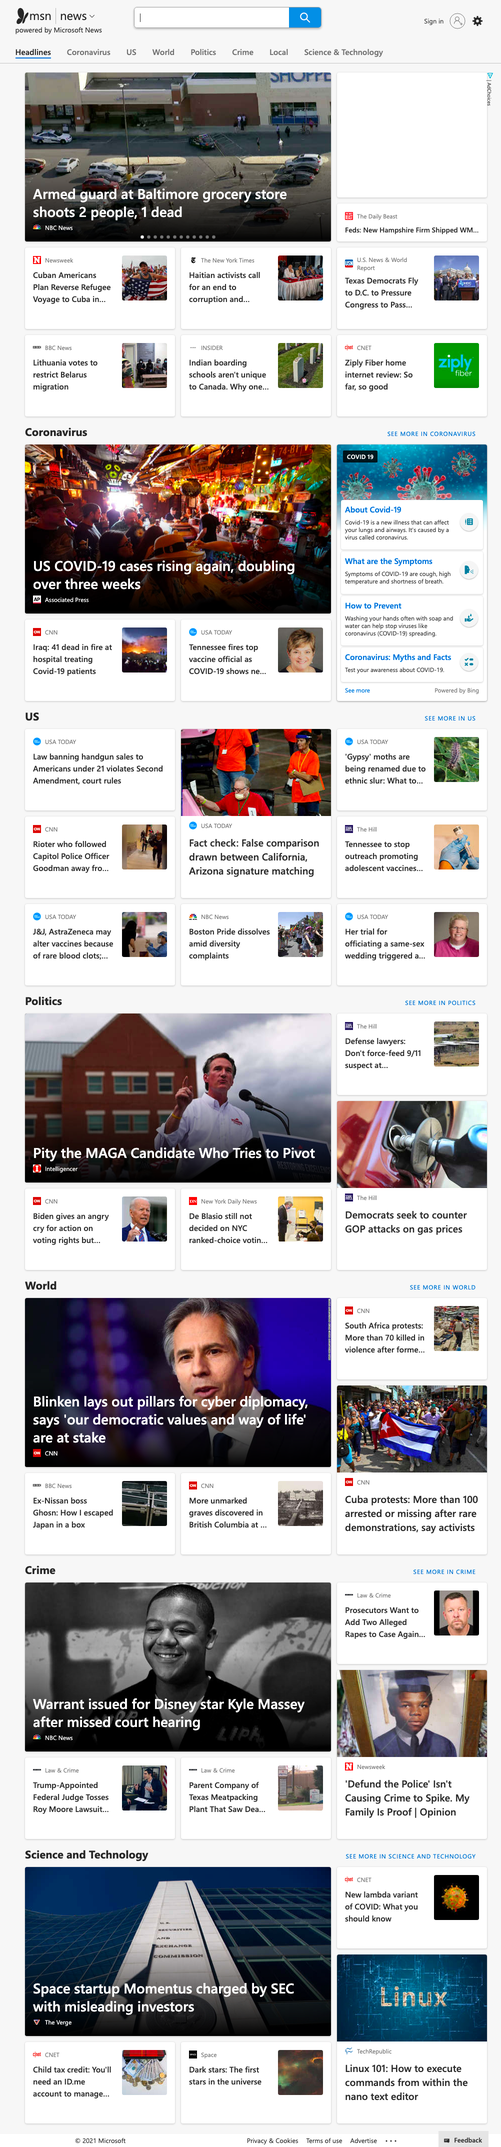 msn | news
Sign in
powered by Microsoft News
Headlines Coronavirus US World Politics Crime Local Science & Technology
SHOPPE
Armed guard at Baltimore grocery store
shoots 2 people, 1 dead
NBC News
AdChoices
The Daily Beast
Feds: New Hampshire Firm Shipped WM...
Newsweek
Cuban Americans
Plan Reverse Refugee
Voyage to Cuba in...
The New York Times
Haitian activists call
for an end to
corruption and...
U.S. News & World
Report
Texas Democrats Fly
to D.C. to Pressure
Congress to Pass...
BBC News
Lithuania votes to
restrict Belarus
migration
INSIDER
Indian boarding
schools aren't unique
to Canada. Why one...
CNET
Ziply Fiber home
internet review: So
far, so good
ziply
fiber
Coronavirus
SEE MORE IN CORONAVIRUS
US COVID-19 cases rising again, doubling
over three weeks
AP Associated Press
COVID 19
About Covid-19
Covid-19 is a new illness that can affect
your lungs and airways. It's caused by a
virus called coronavirus.
What are the Symptoms
Symptoms of COVID-19 are cough, high
temperature and shortness of breath.
How to Prevent
Washing your hands often with soap and
water can help stop viruses like
coronavirus (COVID-19) spreading.
Coronavirus: Myths and Facts
Test your awareness about COVID-19.
See more
Powered by Bing
CNN
Iraq: 41 dead in fire at
hospital treating
Covid-19 patients
USA TODAY
Tennessee fires top
vaccine official as
COVID-19 shows ne...
US
SEE MORE IN US
USA TODAY
Law banning handgun sales to
Americans under 21 violates Second
Amendment, court rules
USA TODAY
Fact check: False comparison
drawn between California,
Arizona signature matching
USA TODAY
'Gypsy' moths are
being renamed due to
ethnic slur: What to...
CNN
Rioter who followed
Capitol Police Officer
Goodman away fro...
The Hill
Tennessee to stop
outreach promoting
adolescent vaccines...
USA TODAY
J&J, AstraZeneca may
alter vaccines because
of rare blood clots;...
NBC News
Boston Pride dissolves
amid diversity
complaints
USA TODAY
Her trial for
officiating a same-sex
wedding triggered a...
Politics
SEE MORE IN POLITICS
Pity the MAGA Candidate Who Tries to Pivot
Intelligencer
The Hill
Defense lawyers:
Don't force-feed 9/11
suspect at...
The Hill
Democrats seek to counter
GOP attacks on gas prices
CNN
Biden gives an angry
cry for action on
voting rights but...
New York Daily News
De Blasio still not
decided on NYC
ranked-choice votin...
World
SEE MORE IN WORLD
Blinken lays out pillars for cyber diplomacy,
says 'our democratic values and way of life'
are at stake
CNN
CNN
South Africa protests:
More than 70 killed in
violence after forme...
CNN
Cuba protests: More than 100
arrested or missing after rare
demonstrations, say activists
BBC News
Ex-Nissan boss
Ghosn: How I escaped
Japan in a box
CNN
More unmarked
graves discovered in
British Columbia at ...
Crime
SEE MORE IN CRIME
Warrant issued for Disney star Kyle Massey
after missed court hearing
NBC News
Law & Crime
Prosecutors Want to
Add Two Alleged
Rapes to Case Again...
Newsweek
'Defund the Police' Isn't
Causing Crime to Spike. My
Family Is Proof | Opinion
Law & Crime
Trump-Appointed
Federal Judge Tosses
Roy Moore Lawsuit...
Law & Crime
Parent Company of
Texas Meatpacking
Plant That Saw Dea...
Science and Technology
SEE MORE IN SCIENCE AND TECHNOLOGY
U.S.
SECURITIES
AND
EXCHANGE
COMMISSION
Space startup Momentus charged by SEC
with misleading investors
The Verge
CNET
New lambda variant
of COVID: What you
should know
Linux
TechRepublic
Linux 101: How to execute
commands from within the
nano text editor
CNET
Child tax credit: You'll
need an ID.me
account to manage...
Space
Dark stars: The first
stars in the universe
© 2021 Microsoft
Privacy & Cookies Terms of use Advertise ...
Feedback